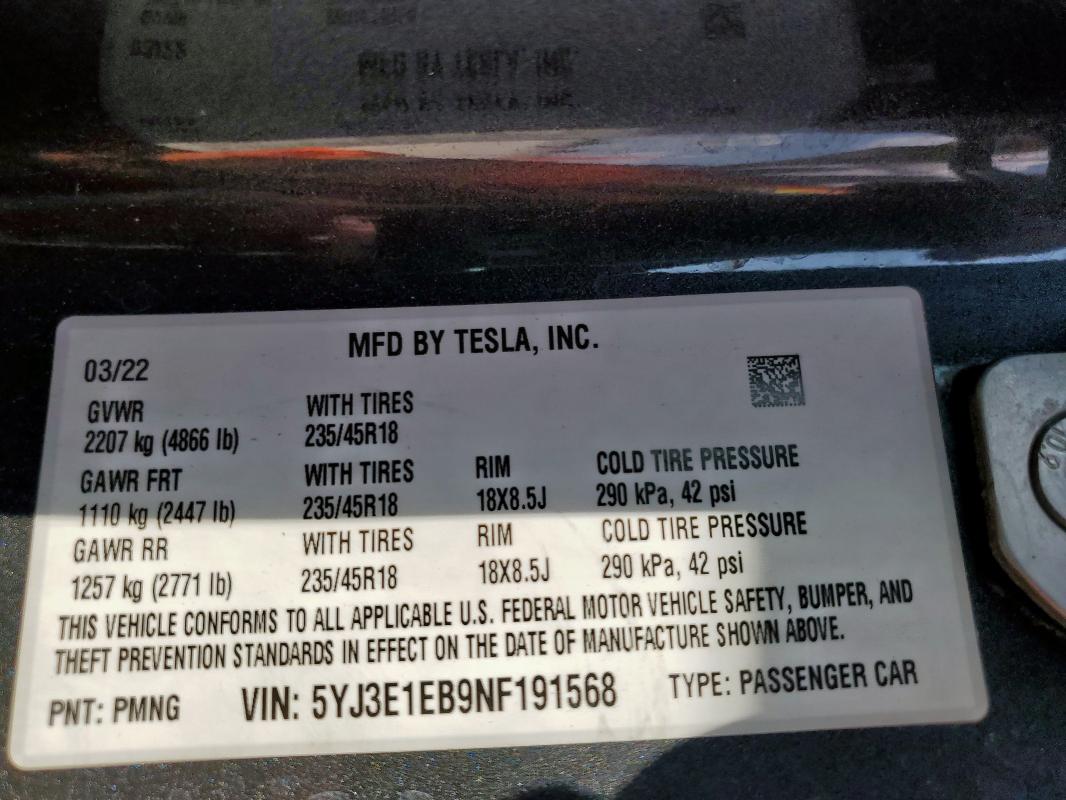 MFD BY TESLA, INC.
03/22
GVWR WITH TIRES
2207 kg (4866 lb) 235/45R18
GAWR FRT WITH TIRES RIM COLD TIRE PRESSURE
1110 kg (2447 lb) 235/45R18 18X8.5J 290 kPa, 42 psi
GAWR RR WITH TIRES RIM COLD TIRE PRESSURE
1257 kg (2771 lb) 235/45R18 18X8.5J 290 kPa, 42 psi
THIS VEHICLE CONFORMS TO ALL APPLICABLE U.S. FEDERAL MOTOR VEHICLE SAFETY, BUMPER, AND
THEFT PREVENTION STANDARDS IN EFFECT ON THE DATE OF MANUFACTURE SHOWN ABOVE.
PNT: PMNG VIN: 5YJ3E1EB9NF191568 TYPE: PASSENGER CAR